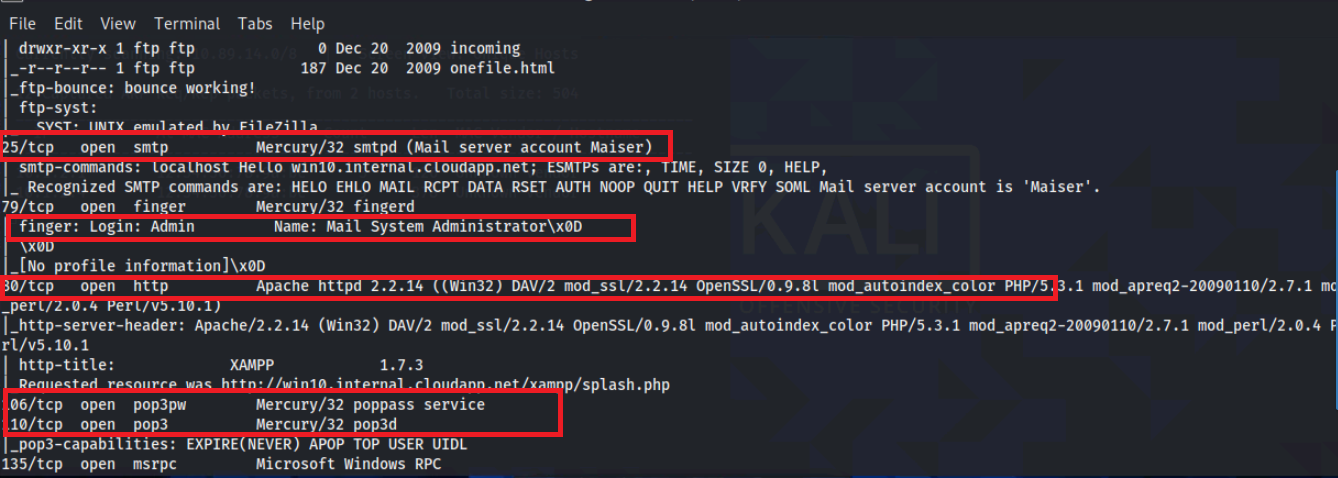 File Edit View Terminal Tabs Help
| drwxr-xr-x 1 ftp ftp 0 Dec 20 2009 incoming
|_-r--r--r-- 1 ftp ftp 187 Dec 20 2009 onefile.html
|_ftp-bounce: bounce working!
| ftp-syst:
|_ SYST: UNIX emulated by FileZilla
25/tcp open smtp Mercury/32 smtpd (Mail server account Maiser)
| smtp-commands: localhost Hello win10.internal.cloudapp.net; ESMTPs are:, TIME, SIZE 0, HELP,
|_ Recognized SMTP commands are: HELO EHLO MAIL RCPT DATA RSET AUTH NOOP QUIT HELP VRFY SOML Mail server account is 'Maiser'.
79/tcp open finger Mercury/32 fingerd
finger: Login: Admin Name: Mail System Administrator\x0D
| \x0D
|_[No profile information]\x0D
80/tcp open http Apache httpd 2.2.14 ((Win32) DAV/2 mod_ssl/2.2.14 OpenSSL/0.9.8l mod_autoindex_color PHP/5.3.1 mod_apreq2-20090110/2.7.1 mo
d_perl/2.0.4 Perl/v5.10.1)
|_http-server-header: Apache/2.2.14 (Win32) DAV/2 mod_ssl/2.2.14 OpenSSL/0.9.8l mod_autoindex_color PHP/5.3.1 mod_apreq2-20090110/2.7.1 mod_perl/2.0.4 P
erl/v5.10.1
| http-title: XAMPP 1.7.3
|_Requested resource was http://win10.internal.cloudapp.net/xampp/splash.php
106/tcp open pop3pw Mercury/32 poppass service
110/tcp open pop3 Mercury/32 pop3d
|_pop3-capabilities: EXPIRE(NEVER) APOP TOP USER UIDL
135/tcp open msrpc Microsoft Windows RPC
KALI
OFFENSIVE SECURITY